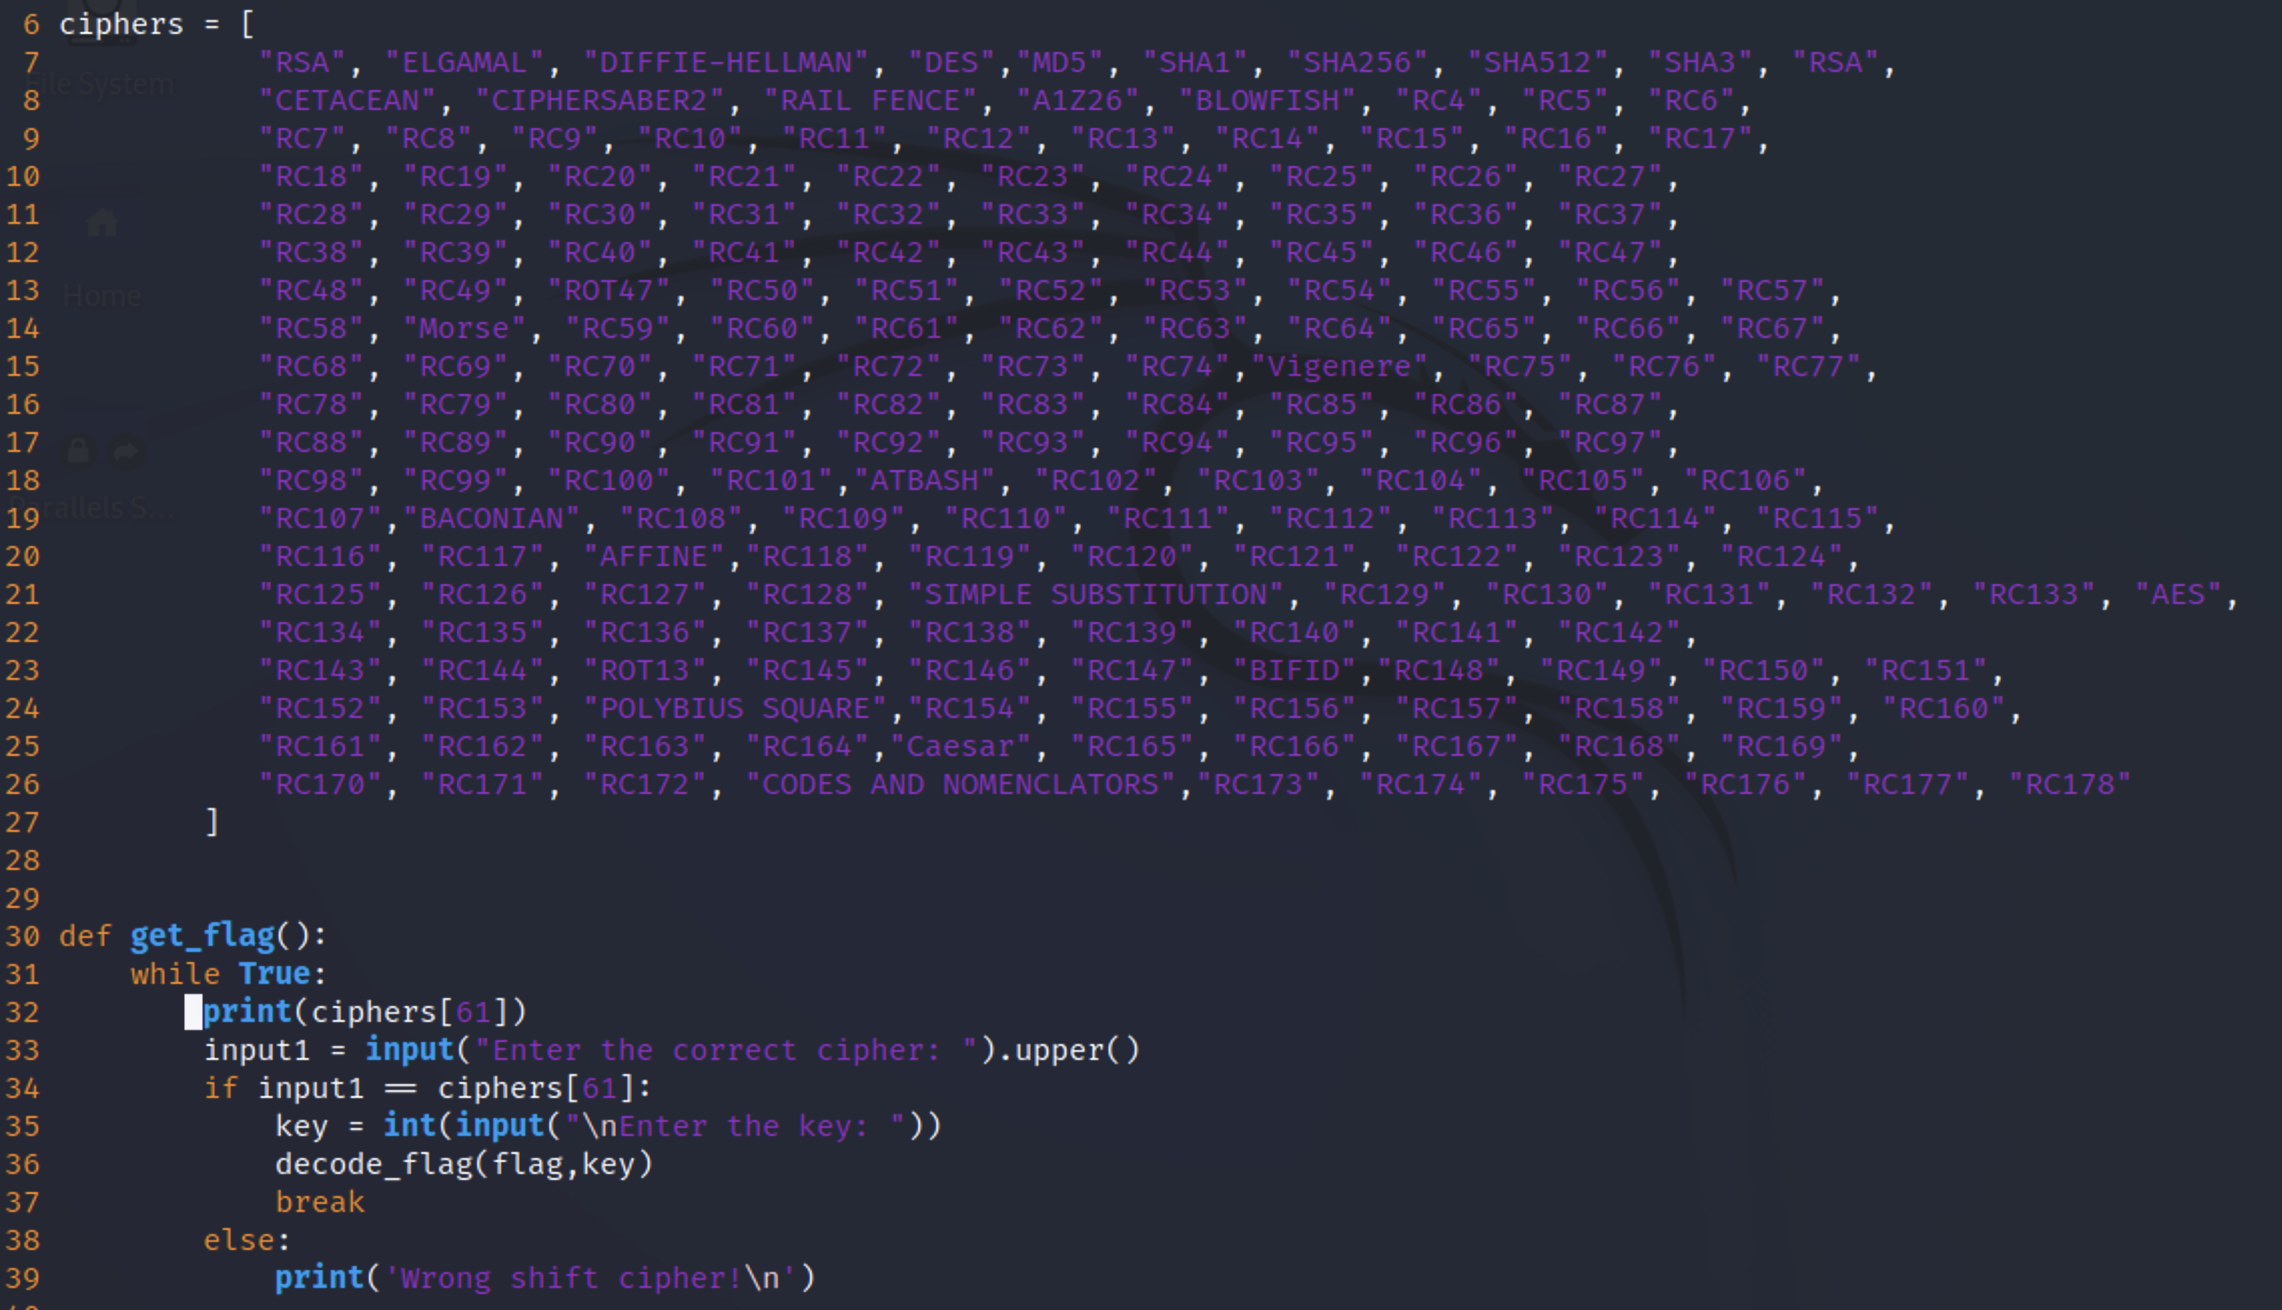 6 ciphers = [
7 "RSA", "ELGAMAL", "DIFFIE-HELLMAN", "DES","MD5", "SHA1", "SHA256", "SHA512", "SHA3", "RSA",
File System
8 "CETACEAN", "CIPHERSABER2", "RAIL FENCE", "A1Z26", "BLOWFISH", "RC4", "RC5", "RC6",
9 "RC7", "RC8", "RC9", "RC10", "RC11", "RC12", "RC13", "RC14", "RC15", "RC16", "RC17",
10 "RC18", "RC19", "RC20", "RC21", "RC22", "RC23", "RC24", "RC25", "RC26", "RC27",
11 "RC28", "RC29", "RC30", "RC31", "RC32", "RC33", "RC34", "RC35", "RC36", "RC37",
12 "RC38", "RC39", "RC40", "RC41", "RC42", "RC43", "RC44", "RC45", "RC46", "RC47",
13 "RC48", "RC49", "ROT47", "RC50", "RC51", "RC52", "RC53", "RC54", "RC55", "RC56", "RC57",
Home
14 "RC58", "Morse", "RC59", "RC60", "RC61", "RC62", "RC63", "RC64", "RC65", "RC66", "RC67",
15 "RC68", "RC69", "RC70", "RC71", "RC72", "RC73", "RC74","Vigenere", "RC75", "RC76", "RC77",
16 "RC78", "RC79", "RC80", "RC81", "RC82", "RC83", "RC84", "RC85", "RC86", "RC87",
17 "RC88", "RC89", "RC90", "RC91", "RC92", "RC93", "RC94", "RC95", "RC96", "RC97",
18 "RC98", "RC99", "RC100", "RC101","ATBASH", "RC102", "RC103", "RC104", "RC105", "RC106",
Parallels S...
19 "RC107","BACONIAN", "RC108", "RC109", "RC110", "RC111", "RC112", "RC113", "RC114", "RC115",
20 "RC116", "RC117", "AFFINE","RC118", "RC119", "RC120", "RC121", "RC122", "RC123", "RC124",
21 "RC125", "RC126", "RC127", "RC128", "SIMPLE SUBSTITUTION", "RC129", "RC130", "RC131", "RC132", "RC133", "AES",
22 "RC134", "RC135", "RC136", "RC137", "RC138", "RC139", "RC140", "RC141", "RC142",
23 "RC143", "RC144", "ROT13", "RC145", "RC146", "RC147", "BIFID","RC148", "RC149", "RC150", "RC151",
24 "RC152", "RC153", "POLYBIUS SQUARE","RC154", "RC155", "RC156", "RC157", "RC158", "RC159", "RC160",
25 "RC161", "RC162", "RC163", "RC164","Caesar", "RC165", "RC166", "RC167", "RC168", "RC169",
26 "RC170", "RC171", "RC172", "CODES AND NOMENCLATORS","RC173", "RC174", "RC175", "RC176", "RC177", "RC178"
27 ]
28
29
30 def get_flag():
31 while True:
32 print(ciphers[61])
33 input1 = input("Enter the correct cipher: ").upper()
34 if input1 == ciphers[61]:
35 key = int(input("\nEnter the key: "))
36 decode_flag(flag,key)
37 break
38 else:
39 print('Wrong shift cipher!\n')